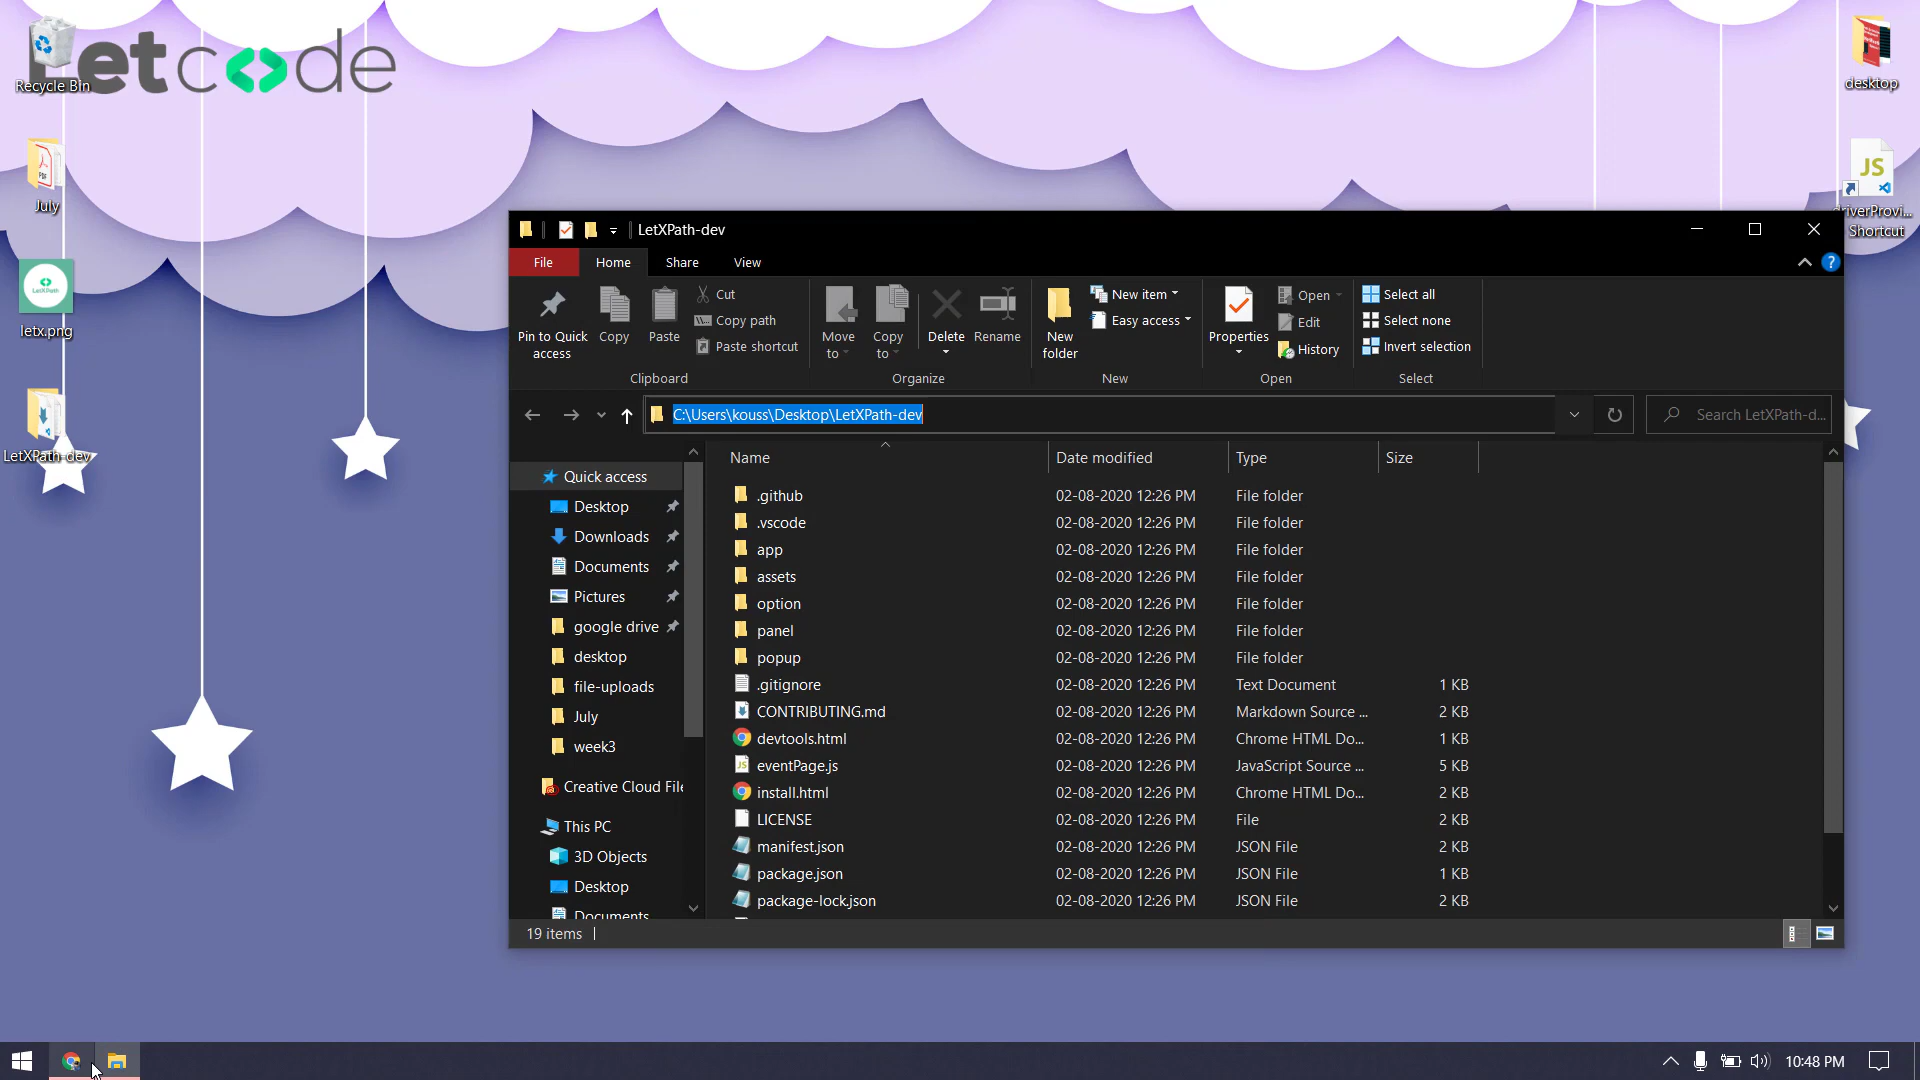 Letcode
Recycle Bin
July
letx.png
LetXPath-dev
desktop
Shortcut
LetXPath-dev
File
Home
Share
View
Pin to Quick
access
Copy
Paste
Cut
Copy path
Paste shortcut
Clipboard
Move
to
Copy
to
Delete
Rename
Organize
New
folder
New item
Easy access
New
Properties
Open
Edit
History
Open
Select all
Select none
Invert selection
Select
C:\Users\kouss\Desktop\LetXPath-dev
Search LetXPath-d...
Quick access
Desktop
Downloads
Documents
Pictures
google drive
desktop
file-uploads
July
week3
Creative Cloud File
This PC
3D Objects
Desktop
Documents
Name Date modified Type Size
.github 02-08-2020 12:26 PM File folder
.vscode 02-08-2020 12:26 PM File folder
app 02-08-2020 12:26 PM File folder
assets 02-08-2020 12:26 PM File folder
option 02-08-2020 12:26 PM File folder
panel 02-08-2020 12:26 PM File folder
popup 02-08-2020 12:26 PM File folder
.gitignore 02-08-2020 12:26 PM Text Document 1 KB
CONTRIBUTING.md 02-08-2020 12:26 PM Markdown Source ... 2 KB
devtools.html 02-08-2020 12:26 PM Chrome HTML Do... 1 KB
eventPage.js 02-08-2020 12:26 PM JavaScript Source ... 5 KB
install.html 02-08-2020 12:26 PM Chrome HTML Do... 2 KB
LICENSE 02-08-2020 12:26 PM File 2 KB
manifest.json 02-08-2020 12:26 PM JSON File 2 KB
package.json 02-08-2020 12:26 PM JSON File 1 KB
package-lock.json 02-08-2020 12:26 PM JSON File 2 KB
19 items
10:48 PM